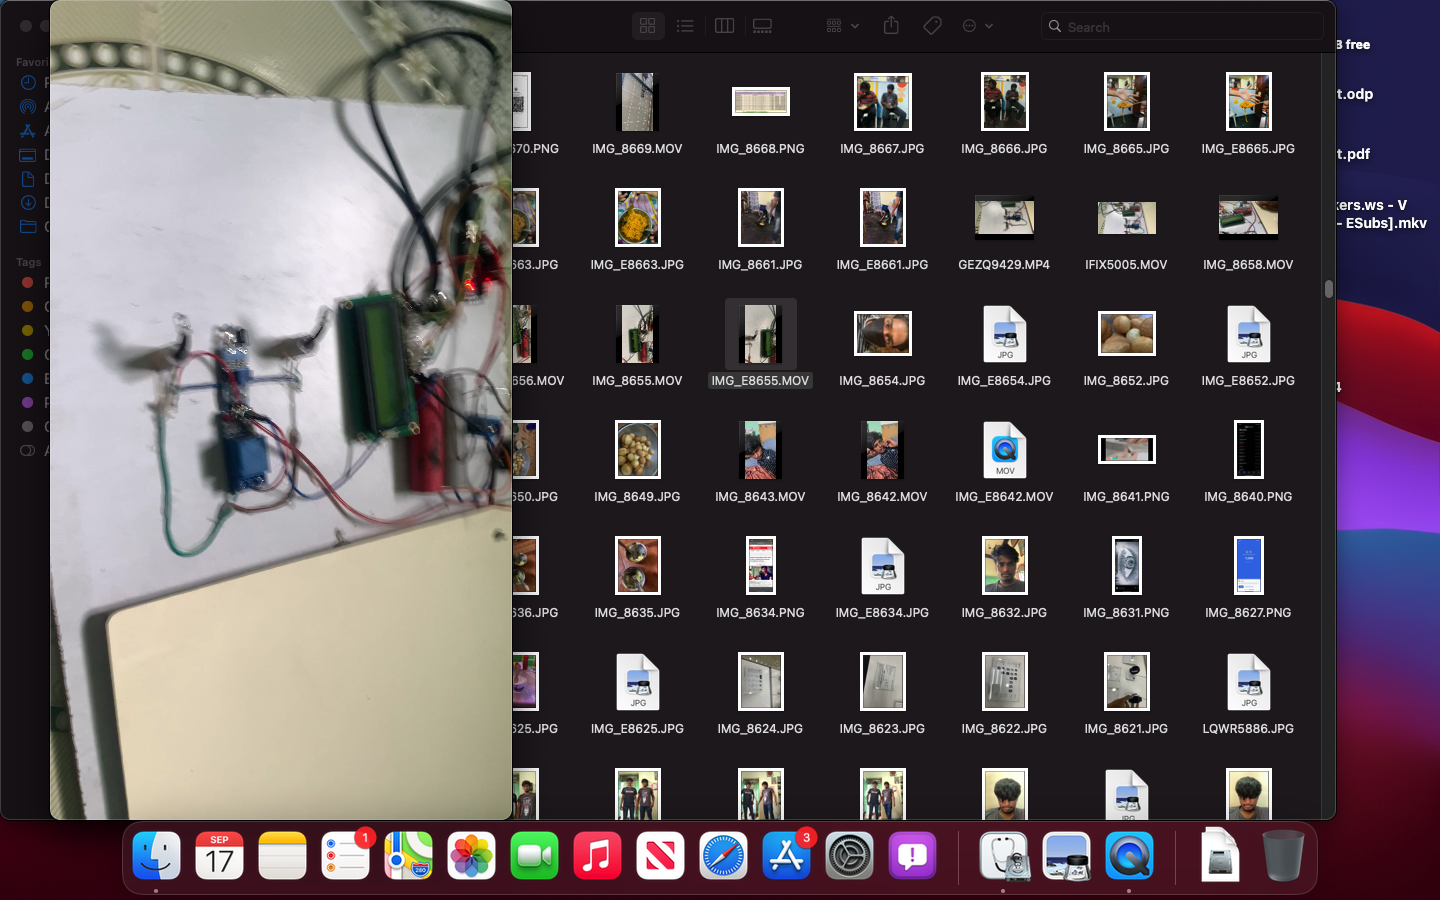 Search
Favori
Tags
70.PNG
IMG_8669.MOV
IMG_8668.PNG
IMG_8667.JPG
IMG_8666.JPG
IMG_8665.JPG
IMG_E8665.JPG
63.JPG
IMG_E8663.JPG
IMG_8661.JPG
IMG_E8661.JPG
GEZQ9429.MP4
IFIX5005.MOV
IMG_8658.MOV
656.MOV
IMG_8655.MOV
IMG_E8655.MOV
IMG_8654.JPG
JPG
IMG_E8654.JPG
IMG_8652.JPG
JPG
IMG_E8652.JPG
650.JPG
IMG_8649.JPG
IMG_8643.MOV
IMG_8642.MOV
MOV
IMG_E8642.MOV
IMG_8641.PNG
IMG_8640.PNG
636.JPG
IMG_8635.JPG
IMG_8634.PNG
JPG
IMG_E8634.JPG
IMG_8632.JPG
IMG_8631.PNG
IMG_8627.PNG
625.JPG
JPG
IMG_E8625.JPG
IMG_8624.JPG
IMG_8623.JPG
IMG_8622.JPG
IMG_8621.JPG
JPG
LQWR5886.JPG
JPG
B free
t.odp
t.pdf
kers.ws - V
- ESubs].mkv
4
SEP
17
1
280
3